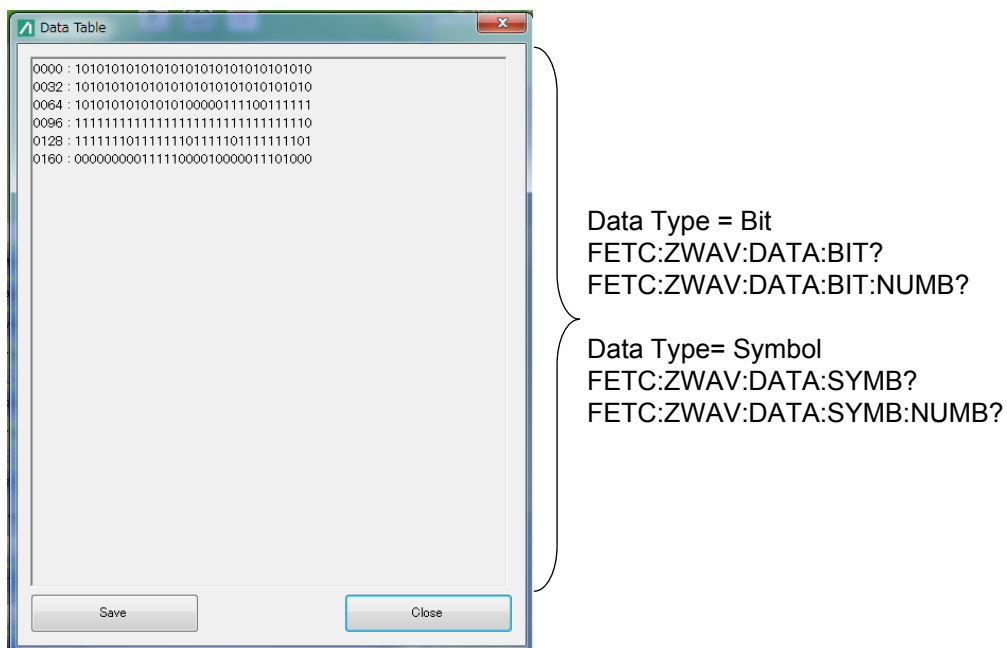 Data Table
0000 : 10101010101010101010101010101010
0032 : 10101010101010101010101010101010
0064 : 10101010101010100000111100111111
0096 : 11111111111111111111111111111110
0128 : 11111110111111101111101111111101
0160 : 00000000011111000010000011101000
Save
Close
Data Type = Bit
FETC:ZWAV:DATA:BIT?
FETC:ZWAV:DATA:BIT:NUMB?
Data Type= Symbol
FETC:ZWAV:DATA:SYMB?
FETC:ZWAV:DATA:SYMB:NUMB?